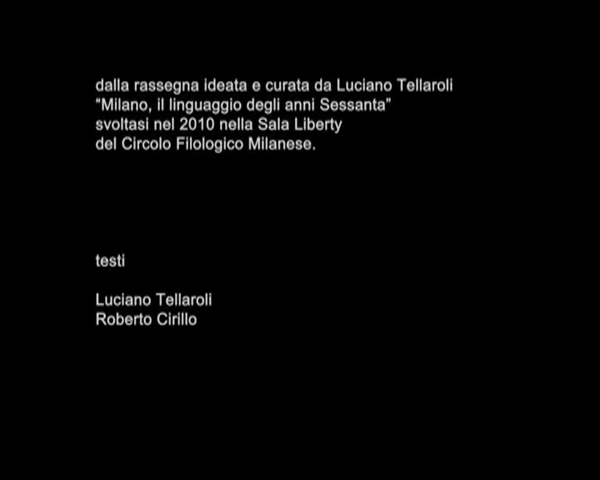 dalla rassegna ideata e curata da Luciano Tellaroli
"Milano, il linguaggio degli anni Sessanta"
svoltasi nel 2010 nella Sala Liberty
del Circolo Filologico Milanese.
testi
Luciano Tellaroli
Roberto Cirillo